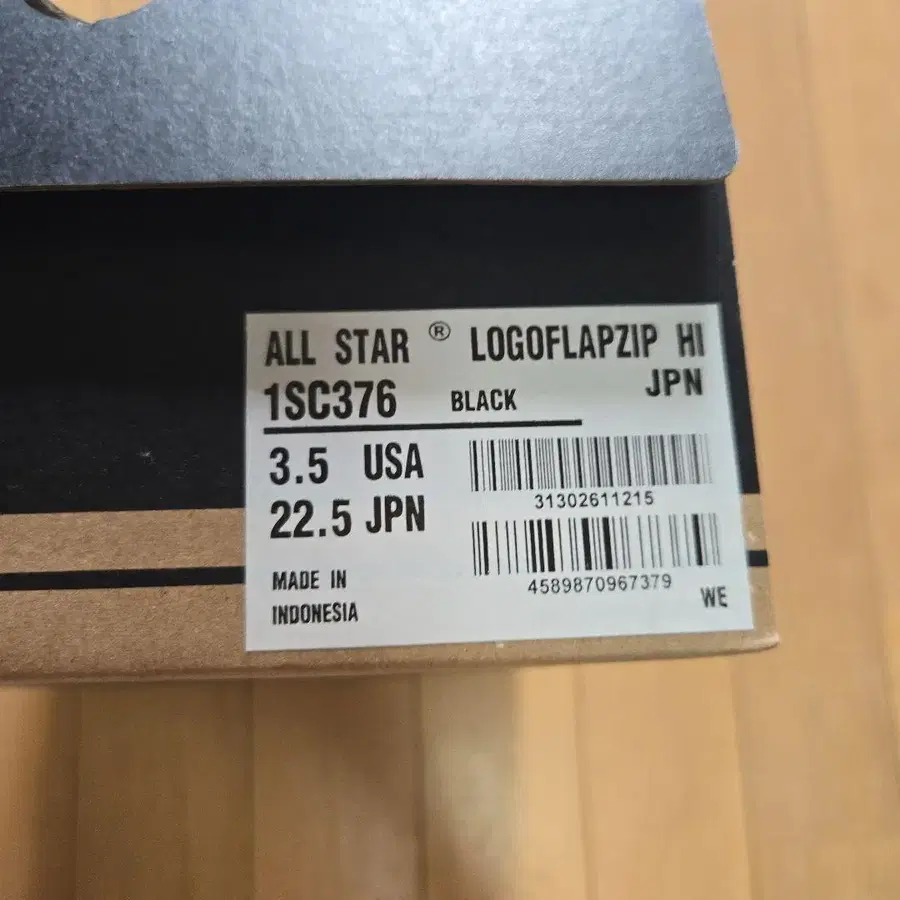 ALL STAR ® LOGOFLAPZIP HI
JPN
1SC376 BLACK
3.5 USA
22.5 JPN
31302611215
4589870967379
MADE IN
INDONESIA
WE